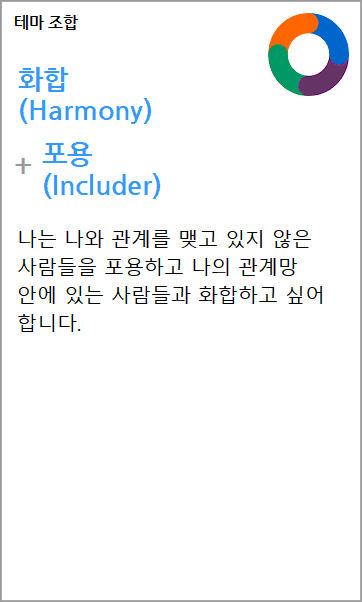 테마 조합
화합
(Harmony)
+ 포용
(Includer)
나는 나와 관계를 맺고 있지 않은
사람들을 포용하고 나의 관계망
안에 있는 사람들과 화합하고 싶어
합니다.